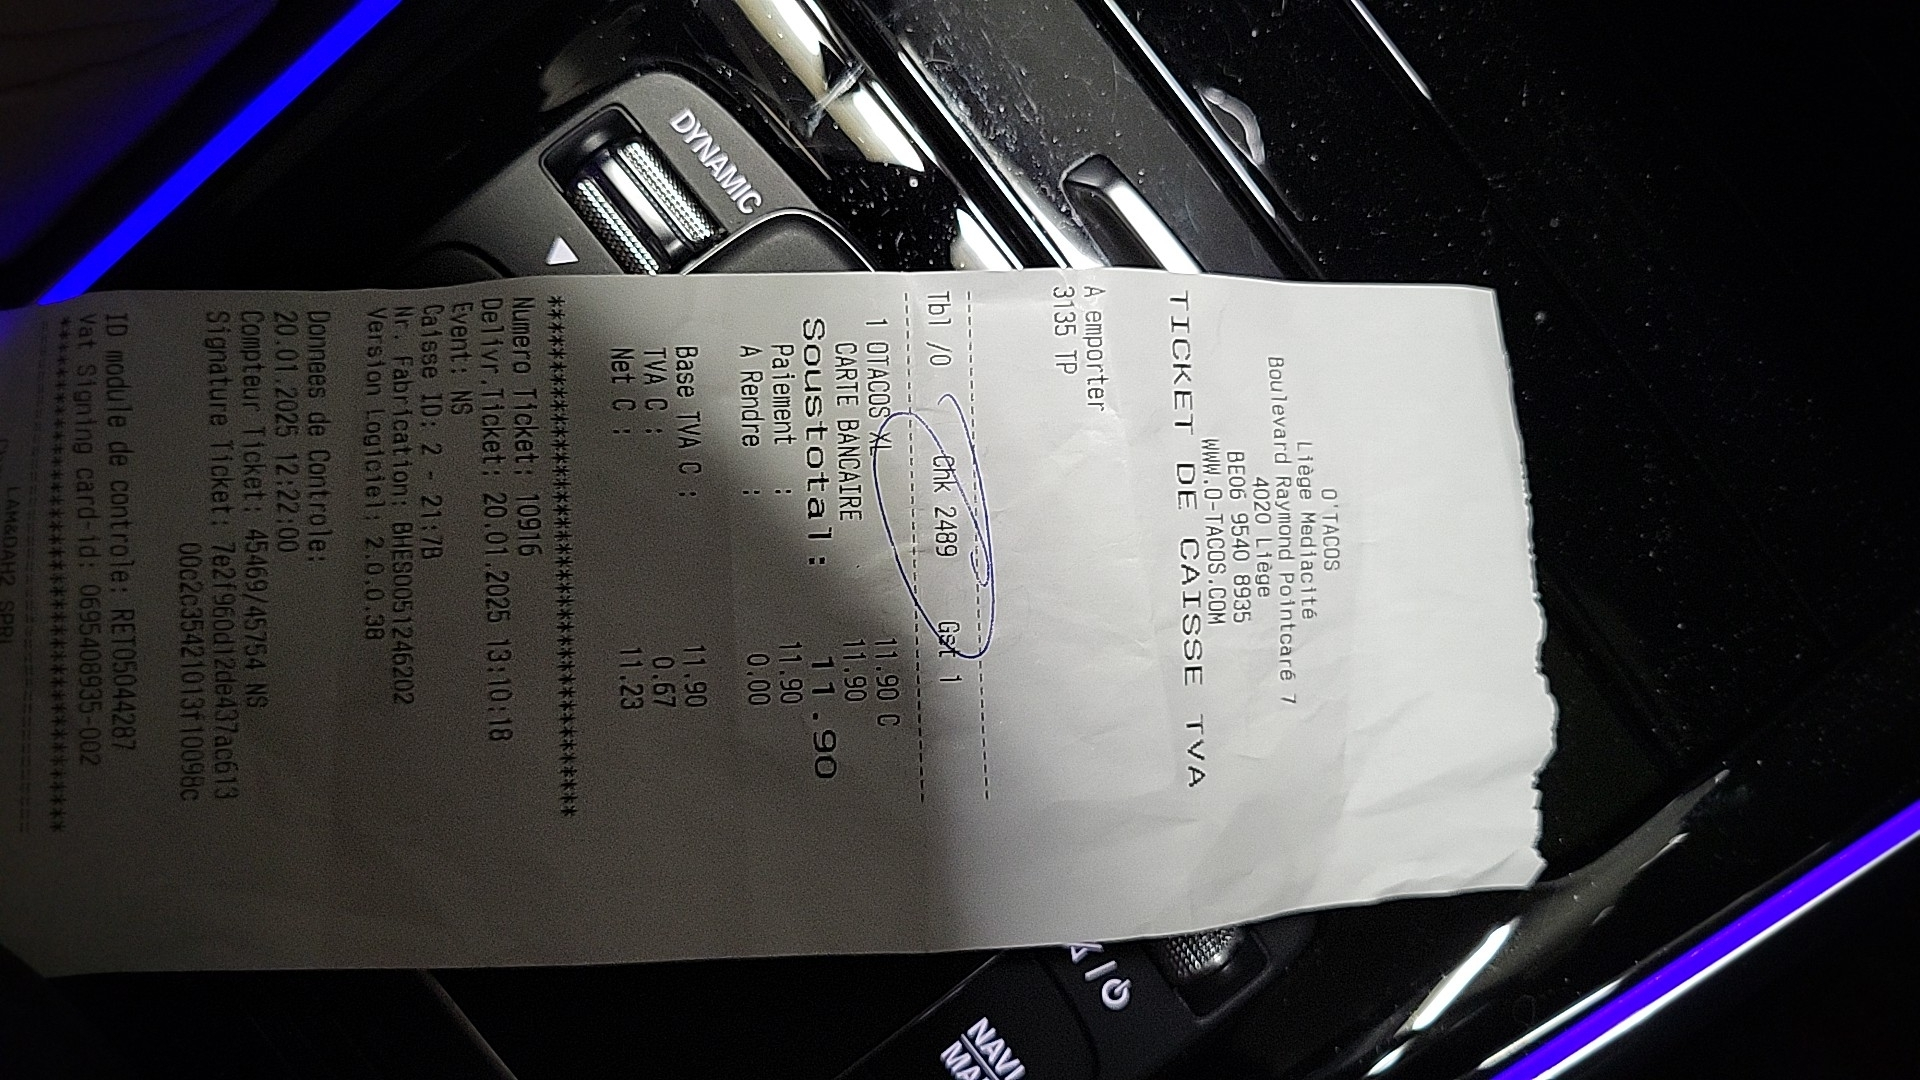 O'TACOS
Liège Mediacité
Boulevard Raymond Pointcaré 7
4020 Liège
BE06 9540 8935
WWW.O-TACOS.COM
TICKET DE CAISSE TVA
A emporter
3135 TP
Tbl /0 Chk 2489 Gst 1
1 OTACOS XL 11.90 C
CARTE BANCAIRE 11.90
Soustotal: 11.90
Paiement : 11.90
A Rendre : 0.00
Base TVA C : 11.90
TVA C : 0.67
Net C : 11.23
Numero Ticket: 10916
Delivr.Ticket: 20.01.2025 13:10:18
Event: NS
Caisse ID: 2 - 21:7B
Nr. Fabrication: BHES0051246202
Version Logiciel: 2.0.0.38
Donnees de Controle:
20.01.2025 12:22:00
Compteur Ticket: 45469/45754 NS
Signature Ticket: 7e2f960d12de437ac613
00c2c35421013f10098c
ID module de controle: RET05044287
Vat Signing card-id: 0695408935-002
LAM&DAH2 SPRL
DYNAMIC
NAVI